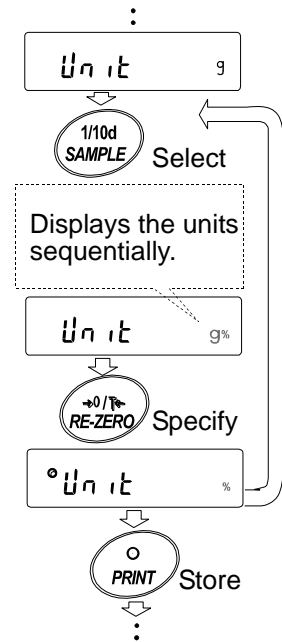 Unit g
1/10d
SAMPLE Select
Displays the units
sequentially.
Unit g%
→0/T←
RE-ZERO Specify
Unit %
PRINT Store